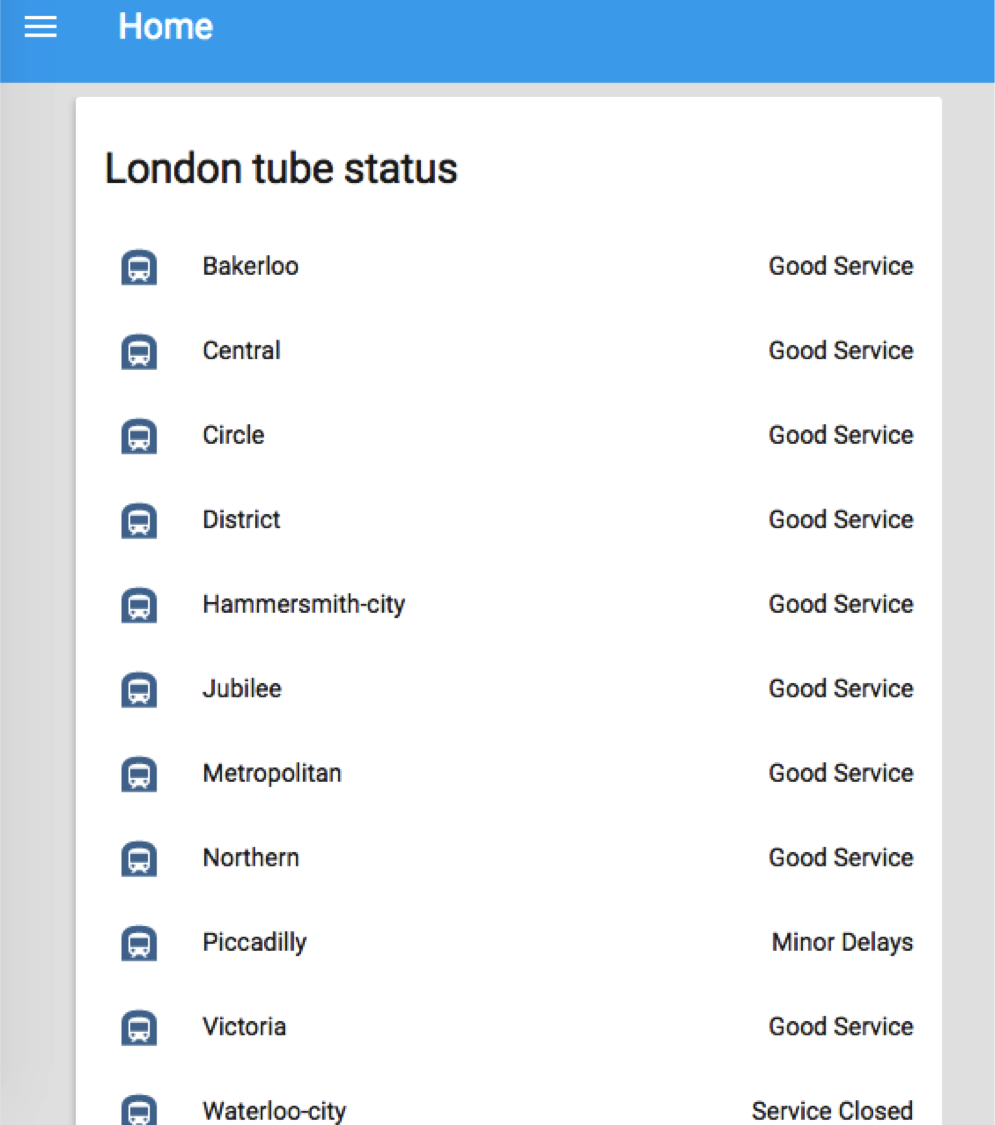 Home
London tube status
Bakerloo Good Service
Central Good Service
Circle Good Service
District Good Service
Hammersmith-city Good Service
Jubilee Good Service
Metropolitan Good Service
Northern Good Service
Piccadilly Minor Delays
Victoria Good Service
Waterloo-city Service Closed